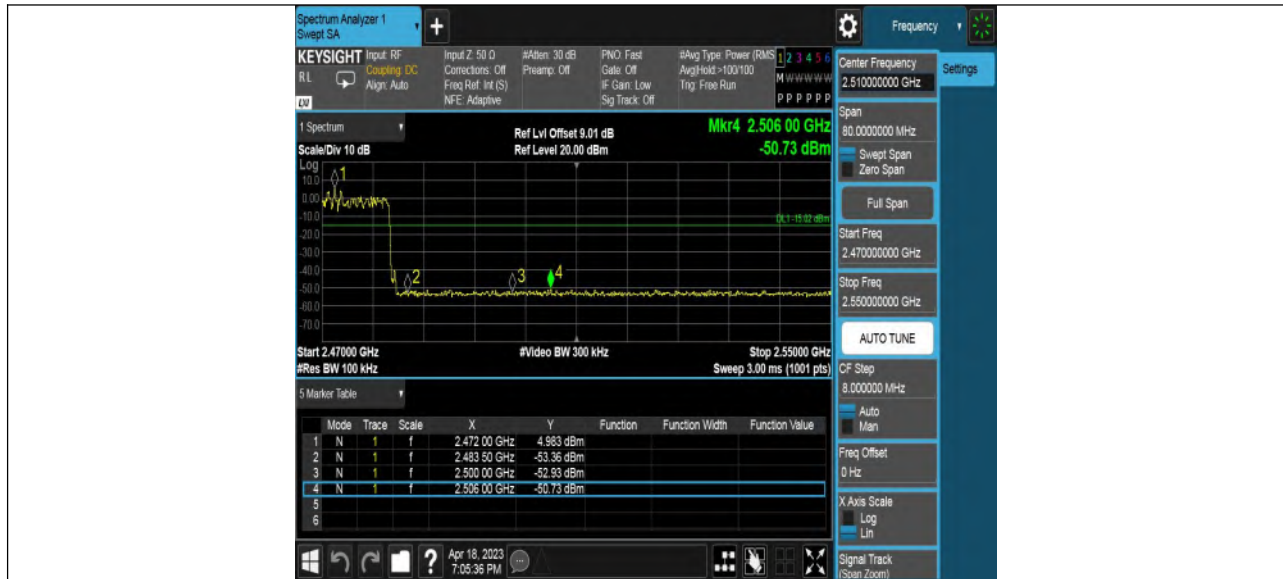 Spectrum Analyzer 1
Swept SA
+
Frequency
KEYSIGHT
Input: RF
Coupling: DC
Align: Auto
RL
LXI
Input Z: 50 Ω
Corrections: Off
Freq Ref: Int (S)
NFE: Adaptive
#Atten: 30 dB
Preamp: Off
PNO: Fast
Gate: Off
IF Gain: Low
Sig Track: Off
#Avg Type: Power (RMS
Avg|Hold:>100/100
Trig: Free Run
1 2 3 4 5 6
M W W W W W
P P P P P P
Center Frequency
2.510000000 GHz
Settings
Span
80.0000000 MHz
Swept Span
Zero Span
Full Span
Start Freq
2.470000000 GHz
Stop Freq
2.550000000 GHz
AUTO TUNE
CF Step
8.000000 MHz
Auto
Man
Freq Offset
0 Hz
X Axis Scale
Log
Lin
Signal Track
(Span Zoom)
1 Spectrum
Scale/Div 10 dB
Ref Lvl Offset 9.01 dB
Ref Level 20.00 dBm
Mkr4 2.506 00 GHz
-50.73 dBm
Log
10.0
0.00
-10.0
-20.0
-30.0
-40.0
-50.0
-60.0
-70.0
1
2
3
4
DL1 -15.02 dBm
Start 2.47000 GHz
#Res BW 100 kHz
#Video BW 300 kHz
Stop 2.55000 GHz
Sweep 3.00 ms (1001 pts)
5 Marker Table
Mode Trace Scale X Y Function Function Width Function Value
1 N 1 f 2.472 00 GHz 4.983 dBm
2 N 1 f 2.483 50 GHz -53.36 dBm
3 N 1 f 2.500 00 GHz -52.93 dBm
4 N 1 f 2.506 00 GHz -50.73 dBm
5
6
?
Apr 18, 2023
7:05:36 PM